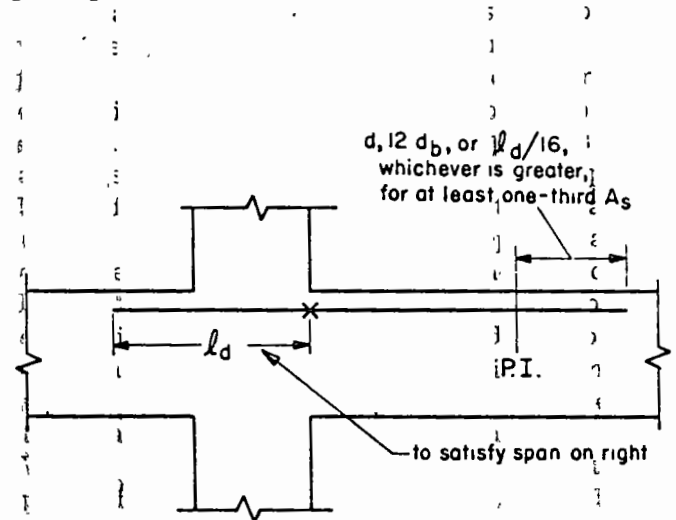 d, 12 d_b, or ℓ_d/16,
whichever is greater,
for at least one-third A_s
ℓ_d
P.I.
to satisfy span on right